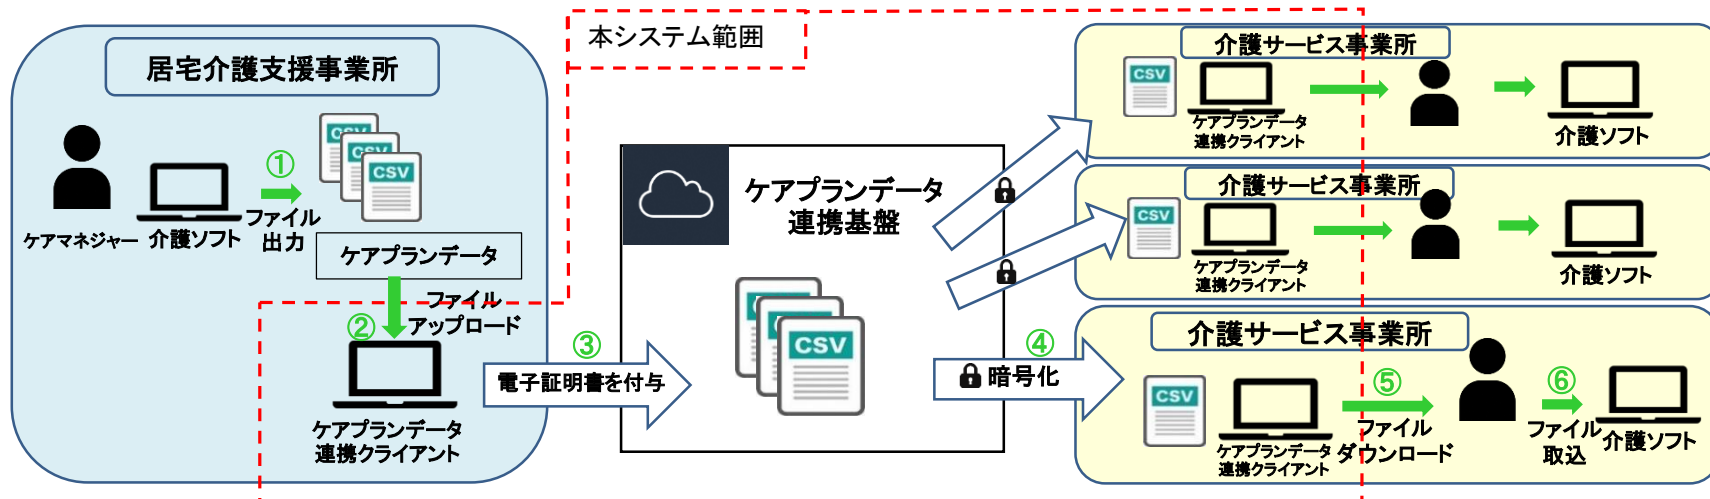 本システム範囲
居宅介護支援事業所
ケアマネジャー
介護ソフト
①
ファイル
出力
CSV
CSV
CSV
ケアプランデータ
②
ファイル
アップロード
ケアプランデータ
連携クライアント
③
電子証明書を付与
ケアプランデータ
連携基盤
CSV
④
暗号化
介護サービス事業所
CSV
ケアプランデータ
連携クライアント
介護ソフト
介護サービス事業所
CSV
ケアプランデータ
連携クライアント
介護ソフト
介護サービス事業所
CSV
ケアプランデータ
連携クライアント
⑤
ファイル
ダウンロード
⑥
ファイル
取込
介護ソフト